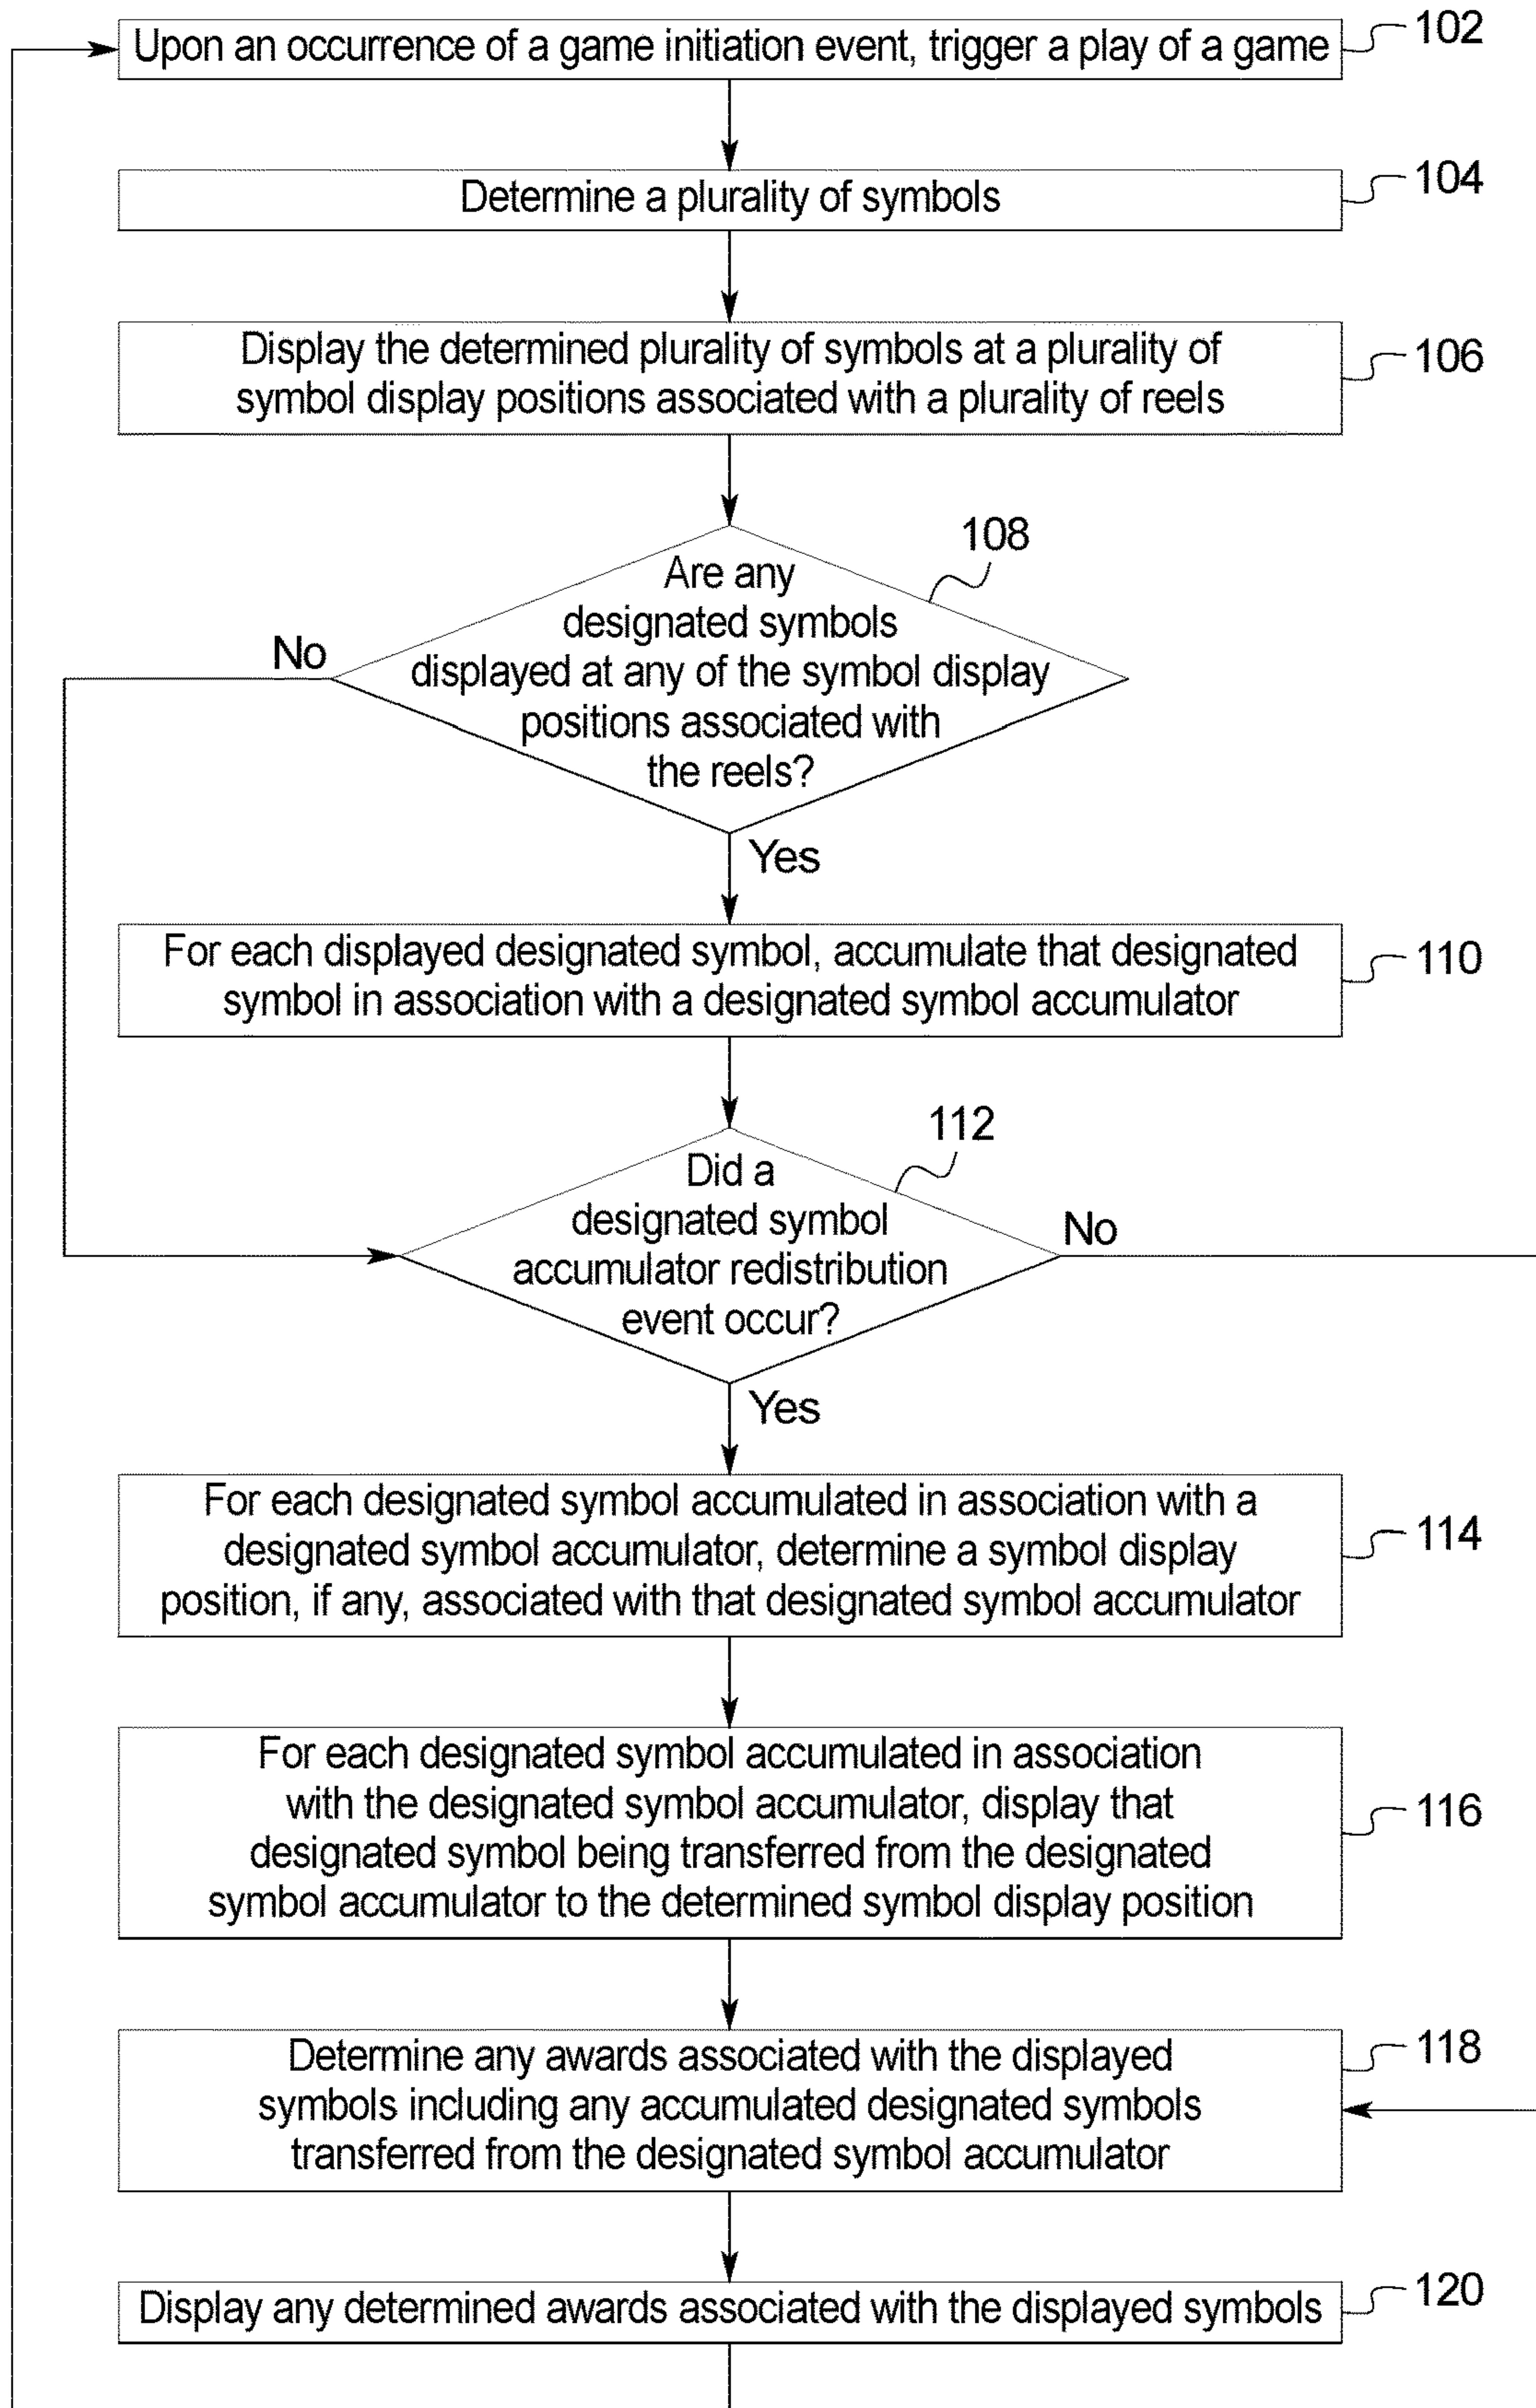 Upon an occurrence of a game initiation event, trigger a play of a game
102
Determine a plurality of symbols
104
Display the determined plurality of symbols at a plurality of
symbol display positions associated with a plurality of reels
106
108
Are any
designated symbols
displayed at any of the symbol display
positions associated with
the reels?
No
Yes
For each displayed designated symbol, accumulate that designated
symbol in association with a designated symbol accumulator
110
112
Did a
designated symbol
accumulator redistribution
event occur?
No
Yes
For each designated symbol accumulated in association with a
designated symbol accumulator, determine a symbol display
position, if any, associated with that designated symbol accumulator
114
For each designated symbol accumulated in association
with the designated symbol accumulator, display that
designated symbol being transferred from the designated
symbol accumulator to the determined symbol display position
116
Determine any awards associated with the displayed
symbols including any accumulated designated symbols
transferred from the designated symbol accumulator
118
Display any determined awards associated with the displayed symbols
120